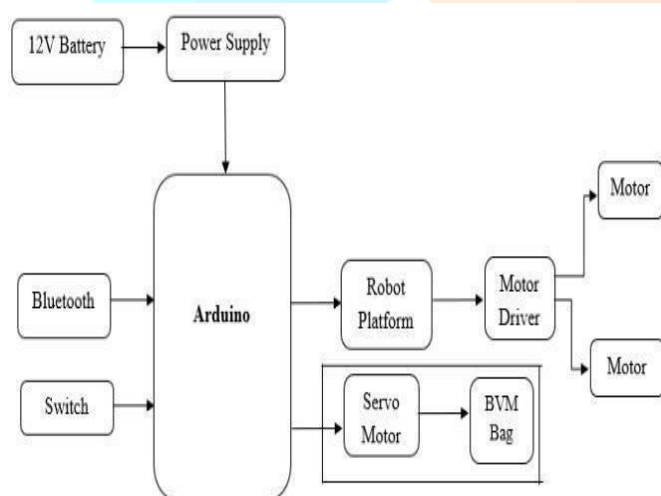 12V Battery
Power Supply
Motor
Bluetooth
Arduino
Robot
Platform
Motor
Driver
Switch
Servo
Motor
BVM
Bag
Motor